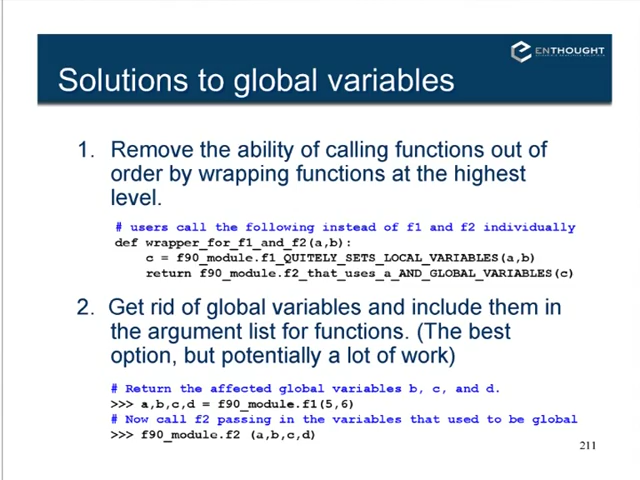 ENTHOUGHT
Solutions to global variables
1. Remove the ability of calling functions out of
order by wrapping functions at the highest
level.
# users call the following instead of f1 and f2 individually
def wrapper_for_f1_and_f2(a,b):
c = f90_module.f1_QUITELY_SETS_LOCAL_VARIABLES(a,b)
return f90_module.f2_that_uses_a_AND_GLOBAL_VARIABLES(c)
2. Get rid of global variables and include them in
the argument list for functions. (The best
option, but potentially a lot of work)
# Return the affected global variables b, c, and d.
>>> a,b,c,d = f90_module.f1(5,6)
# Now call f2 passing in the variables that used to be global
>>> f90_module.f2 (a,b,c,d)
211